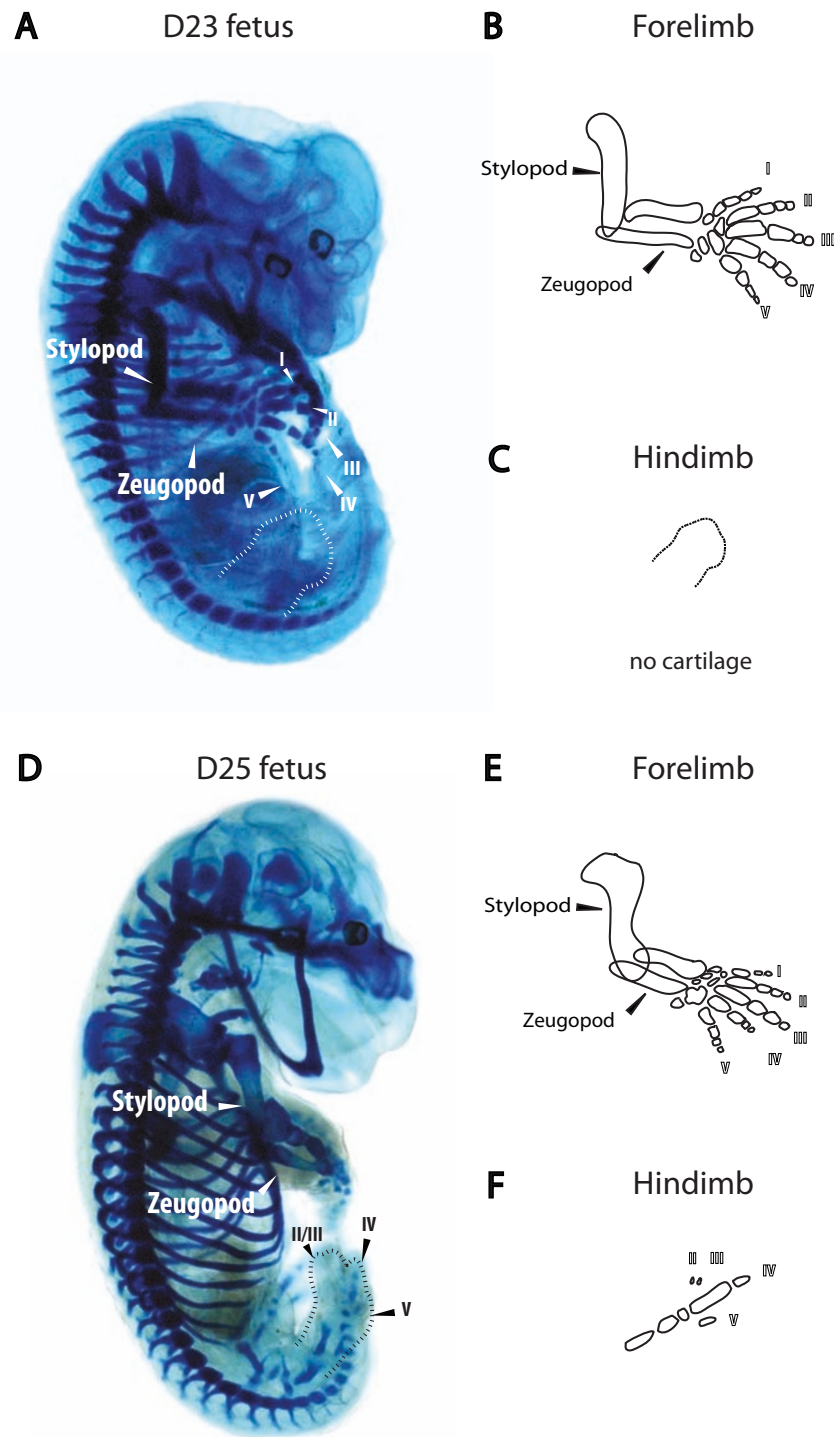 A
D23 fetus
Stylopod
Zeugopod
I
II
III
IV
V
B
Forelimb
Stylopod
Zeugopod
I
II
III
IV
V
C
Hindimb
no cartilage
D
D25 fetus
Stylopod
Zeugopod
II/III
IV
V
E
Forelimb
Stylopod
Zeugopod
I
II
III
IV
V
F
Hindimb
II III
IV
V